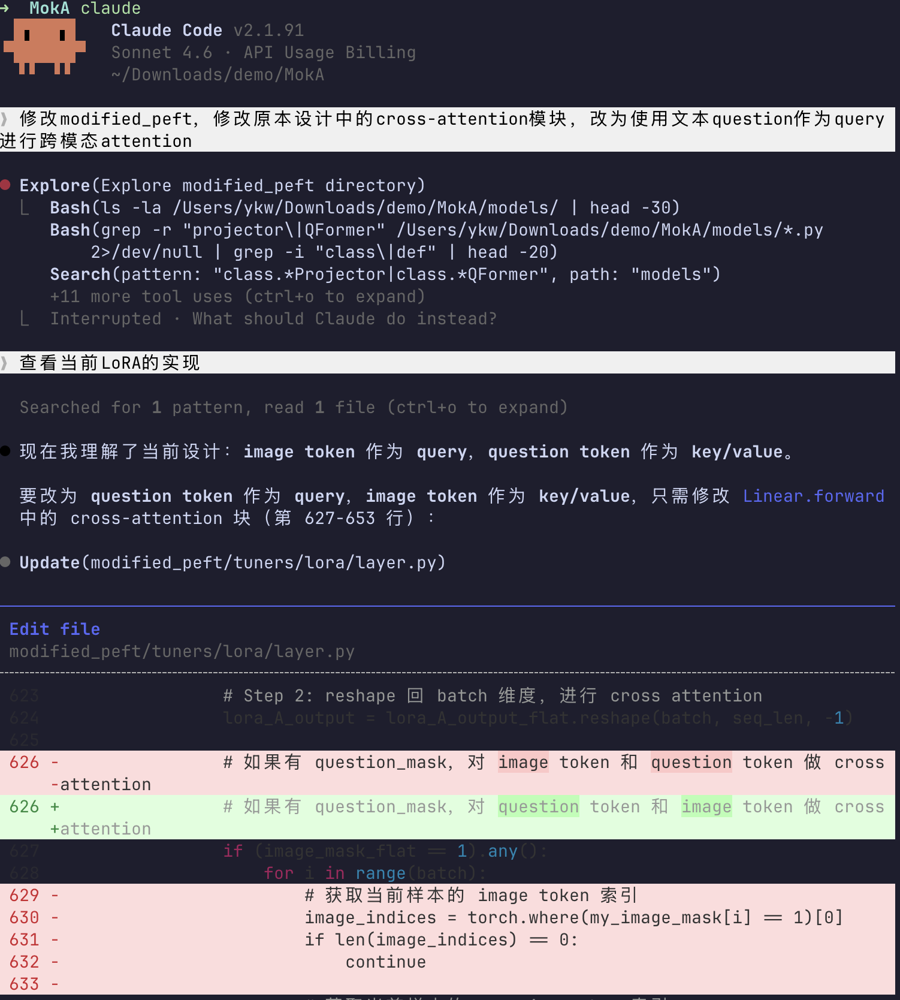 →  MokA claude
Claude Code v2.1.91
Sonnet 4.6 · API Usage Billing
~/Downloads/demo/MokA
❯ 修改modified_peft, 修改原本设计中的cross-attention模块, 改为使用文本question作为query
进行跨模态attention
● Explore(Explore modified_peft directory)
⎿  Bash(ls -la /Users/ykw/Downloads/demo/MokA/models/ | head -30)
Bash(grep -r "projector\|QFormer" /Users/ykw/Downloads/demo/MokA/models/*.py
2>/dev/null | grep -i "class\|def" | head -20)
Search(pattern: "class.*Projector|class.*QFormer", path: "models")
+11 more tool uses (ctrl+o to expand)
⎿  Interrupted · What should Claude do instead?
❯ 查看当前LoRA的实现
Searched for 1 pattern, read 1 file (ctrl+o to expand)
● 现在我理解了当前设计: image token 作为 query, question token 作为 key/value。
要改为 question token 作为 query, image token 作为 key/value, 只需修改 Linear.forward
中的 cross-attention 块 (第 627-653 行) :
● Update(modified_peft/tuners/lora/layer.py)
Edit file
modified_peft/tuners/lora/layer.py
623 # Step 2: reshape 回 batch 维度, 进行 cross attention
624 lora_A_output = lora_A_output_flat.reshape(batch, seq_len, -1)
625
626 - # 如果有 question_mask, 对 image token 和 question token 做 cross
-attention
626 + # 如果有 question_mask, 对 question token 和 image token 做 cross
+attention
627 if (image_mask_flat == 1).any():
628 for i in range(batch):
629 - # 获取当前样本的 image token 索引
630 - image_indices = torch.where(my_image_mask[i] == 1)[0]
631 - if len(image_indices) == 0:
632 - continue
633 -